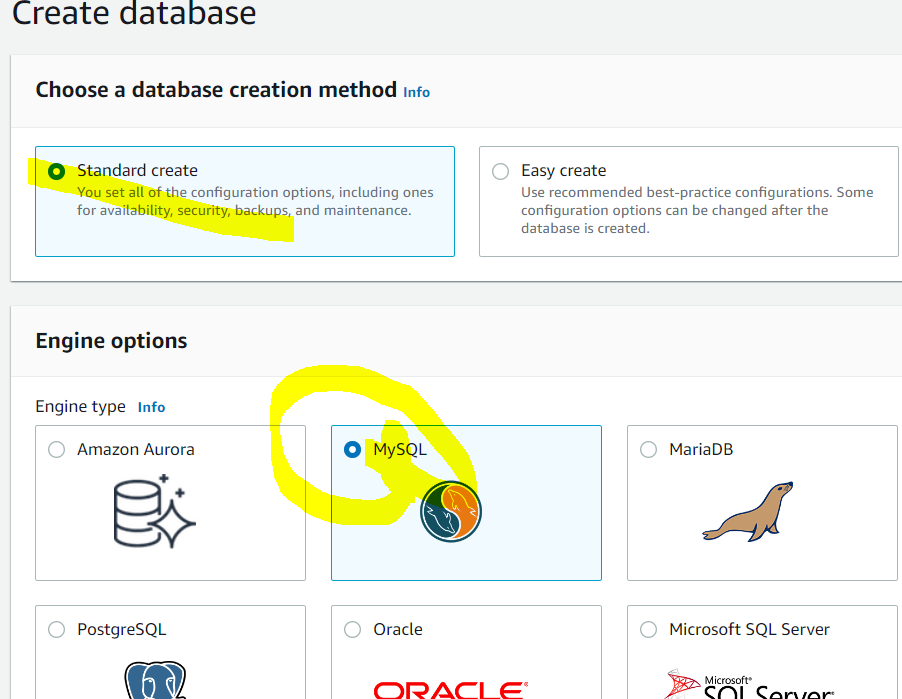 Create database
Choose a database creation method Info
Standard create
You set all of the configuration options, including ones
for availability, security, backups, and maintenance.
Easy create
Use recommended best-practice configurations. Some
configuration options can be changed after the
database is created.
Engine options
Engine type Info
Amazon Aurora
MySQL
MariaDB
PostgreSQL
Oracle
Microsoft SQL Server
ORACLE
Microsoft
SQL Server